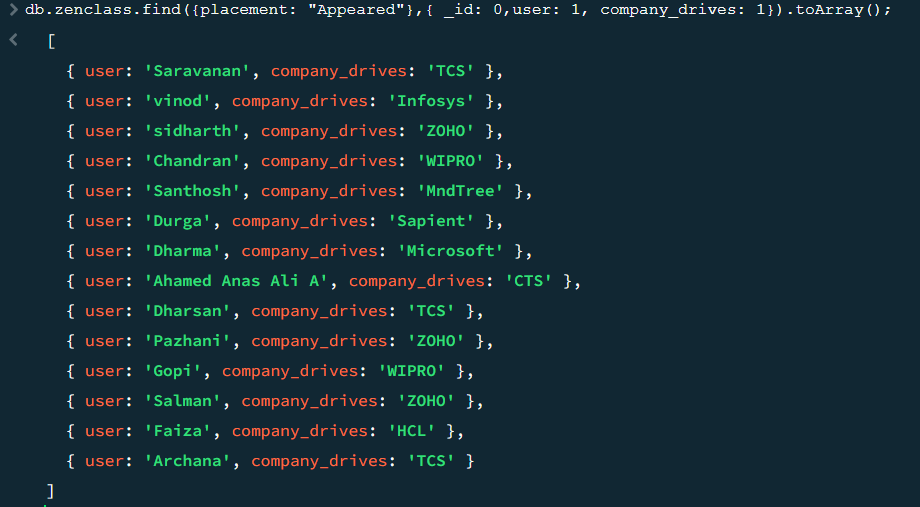 db.zenclass.find({placement: "Appeared"},{ _id: 0,user: 1, company_drives: 1}).toArray();
[
{ user: 'Saravanan', company_drives: 'TCS' },
{ user: 'vinod', company_drives: 'Infosys' },
{ user: 'sidharth', company_drives: 'ZOHO' },
{ user: 'Chandran', company_drives: 'WIPRO' },
{ user: 'Santhosh', company_drives: 'MndTree' },
{ user: 'Durga', company_drives: 'Sapient' },
{ user: 'Dharma', company_drives: 'Microsoft' },
{ user: 'Ahamed Anas Ali A', company_drives: 'CTS' },
{ user: 'Dharsan', company_drives: 'TCS' },
{ user: 'Pazhani', company_drives: 'ZOHO' },
{ user: 'Gopi', company_drives: 'WIPRO' },
{ user: 'Salman', company_drives: 'ZOHO' },
{ user: 'Faiza', company_drives: 'HCL' },
{ user: 'Archana', company_drives: 'TCS' }
]